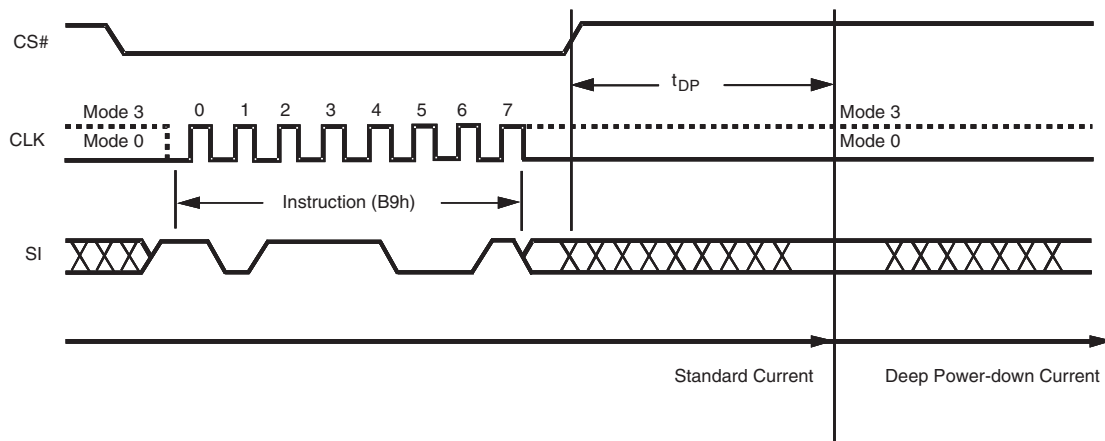 CS#
tDP
Mode 3 0 1 2 3 4 5 6 7 Mode 3
CLK Mode 0 Mode 0
Instruction (B9h)
SI
Standard Current Deep Power-down Current